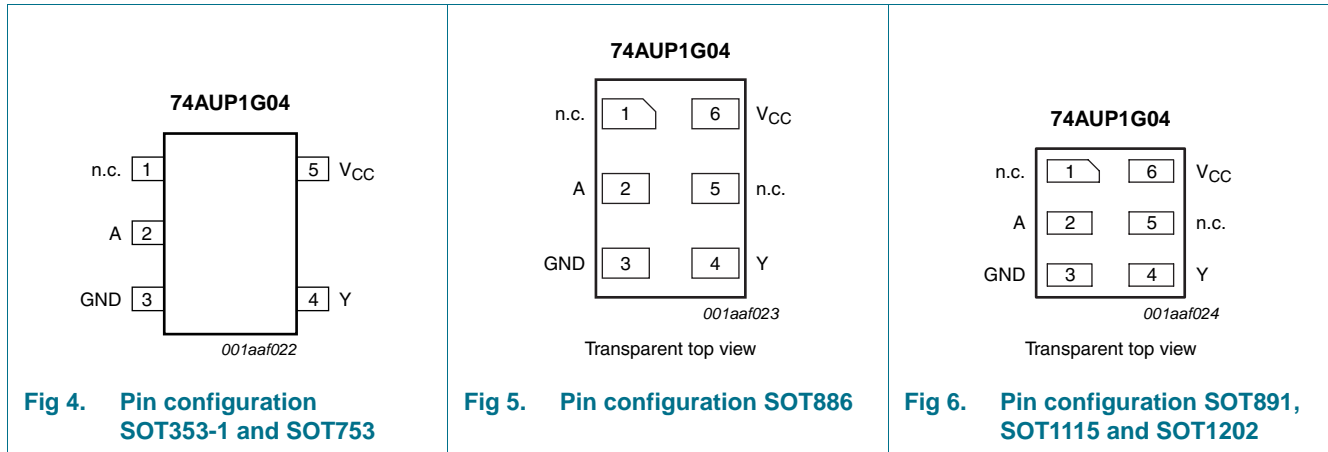 74AUP1G04
n.c. 1
5 VCC
A 2
GND 3
4 Y
001aaf022
Fig 4. Pin configuration
SOT353-1 and SOT753
74AUP1G04
n.c. 1 6 VCC
A 2 5 n.c.
GND 3 4 Y
001aaf023
Transparent top view
Fig 5. Pin configuration SOT886
74AUP1G04
n.c. 1 6 VCC
A 2 5 n.c.
GND 3 4 Y
001aaf024
Transparent top view
Fig 6. Pin configuration SOT891,
SOT1115 and SOT1202